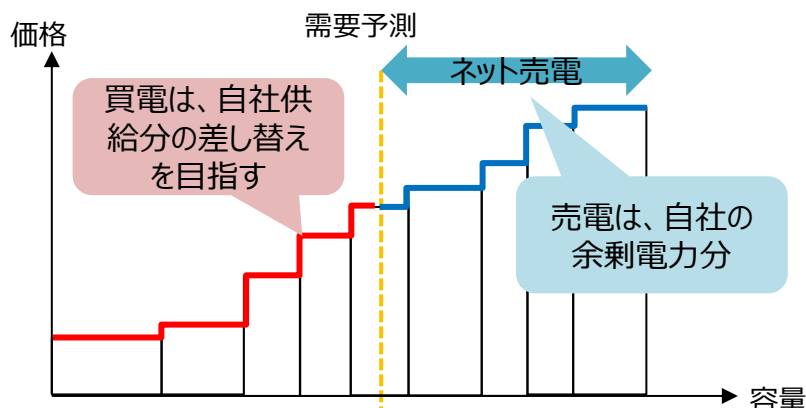 価格
需要予測
ネット売電
買電は、自社供
給分の差し替え
を目指す
売電は、自社の
余剰電力分
容量